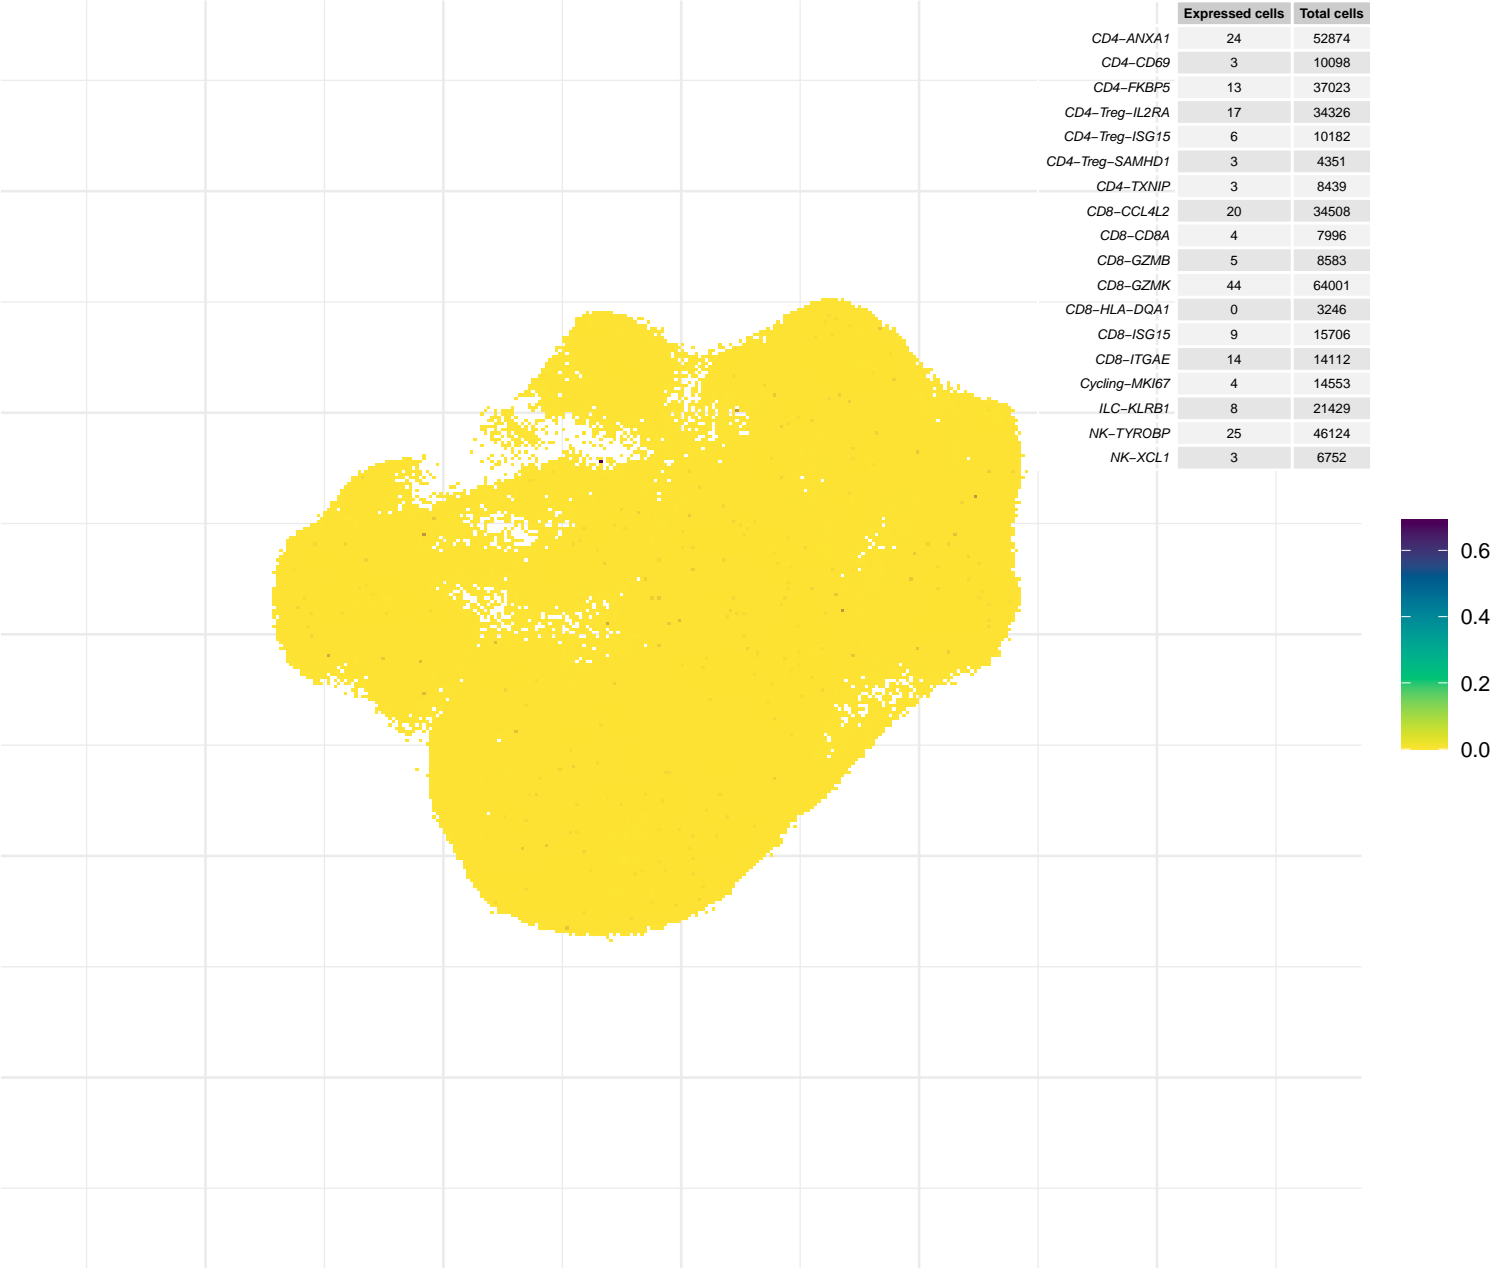 Expressed cells Total cells
CD4−ANXA1 24 52874
CD4−CD69 3 10098
CD4−FKBP5 13 37023
CD4−Treg−IL2RA 17 34326
CD4−Treg−ISG15 6 10182
CD4−Treg−SAMHD1 3 4351
CD4−TXNIP 3 8439
CD8−CCL4L2 20 34508
CD8−CD8A 4 7996
CD8−GZMB 5 8583
CD8−GZMK 44 64001
CD8−HLA−DQA1 0 3246
CD8−ISG15 9 15706
CD8−ITGAE 14 14112
Cycling−MKI67 4 14553
ILC−KLRB1 8 21429
NK−TYROBP 25 46124
NK−XCL1 3 6752
0.6
0.4
0.2
0.0